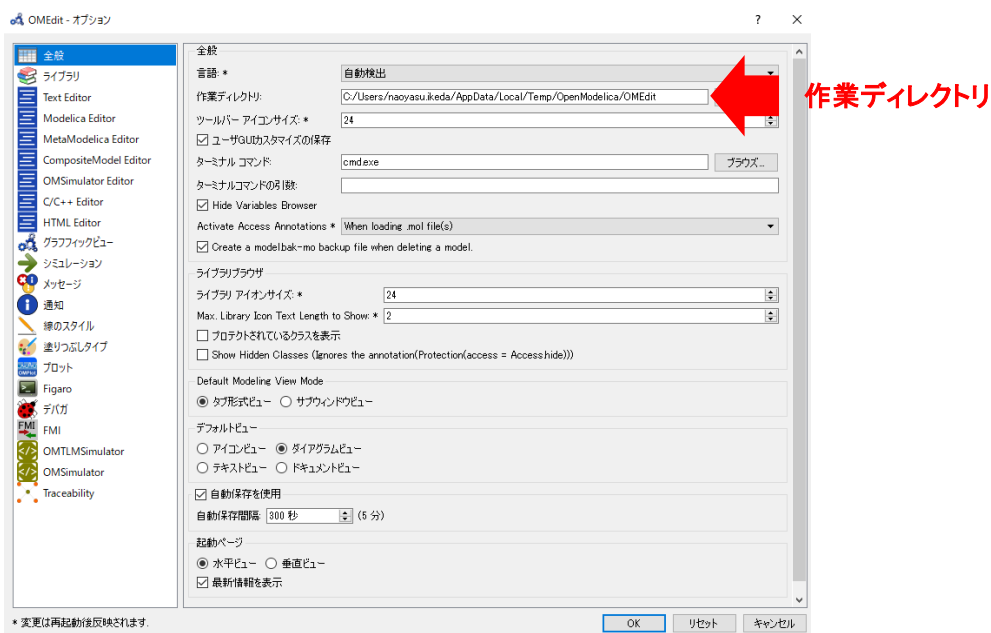 OMEdit - オプション
?
全般
ライブラリ
Text Editor
Modelica Editor
MetaModelica Editor
CompositeModel Editor
OMSimulator Editor
C/C++ Editor
HTML Editor
グラフフィックビュー
シミュレーション
メッセージ
通知
線のスタイル
塗りつぶしタイプ
プロット
Figaro
デバガ
FMI
FMI
OMTLMSimulator
OMSimulator
Traceability
全般
言語: * 自動検出
作業ディレクトリ: C:/Users/naoyasu.ikeda/AppData/Local/Temp/OpenModelica/OMEdit
作業ディレクトリ
ツールバー アイコンサイズ: * 24
ユーザGUIカスタマイズの保存
ターミナル コマンド: cmd.exe ブラウズ...
ターミナルコマンドの引数:
Hide Variables Browser
Activate Access Annotations * When loading .mol file(s)
Create a model.bak-mo backup file when deleting a model.
ライブラリブラウザ
ライブラリ アイオンサイズ: * 24
Max. Library Icon Text Length to Show: * 2
プロテクトされているクラスを表示
Show Hidden Classes (Ignores the annotation(Protection(access = Access.hide)))
Default Modeling View Mode
タブ形式ビュー サブウィンドウビュー
デフォルトビュー
アイコンビュー ダイアグラムビュー
テキストビュー ドキュメントビュー
自動保存を使用
自動保存間隔: 300 秒 (5 分)
起動ページ
水平ビュー 垂直ビュー
最新情報を表示
* 変更は再起動後反映されます.
OK リセット キャンセル